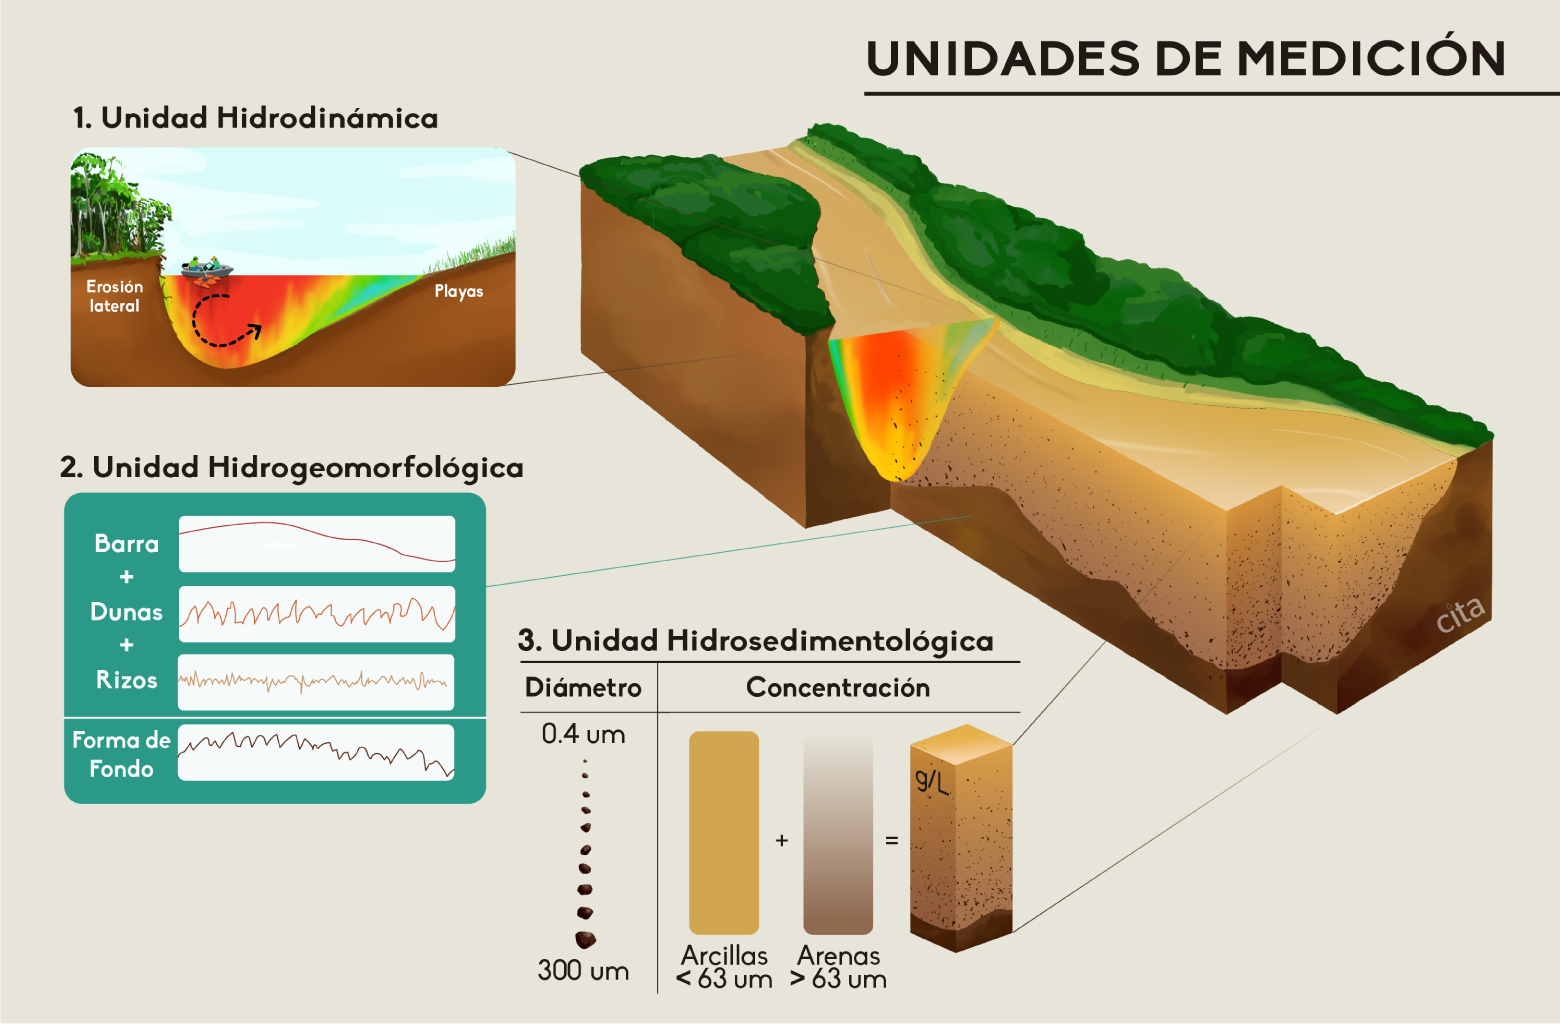 UNIDADES DE MEDICIÓN
1. Unidad Hidrodinámica
Erosión
lateral
Playas
2. Unidad Hidrogeomorfológica
Barra
+
Dunas
+
Rizos
Forma de
Fondo
3. Unidad Hidrosedimentológica
Diámetro
Concentración
0.4 um
300 um
+
=
g/L
Arcillas
< 63 um
Arenas
> 63 um
cita